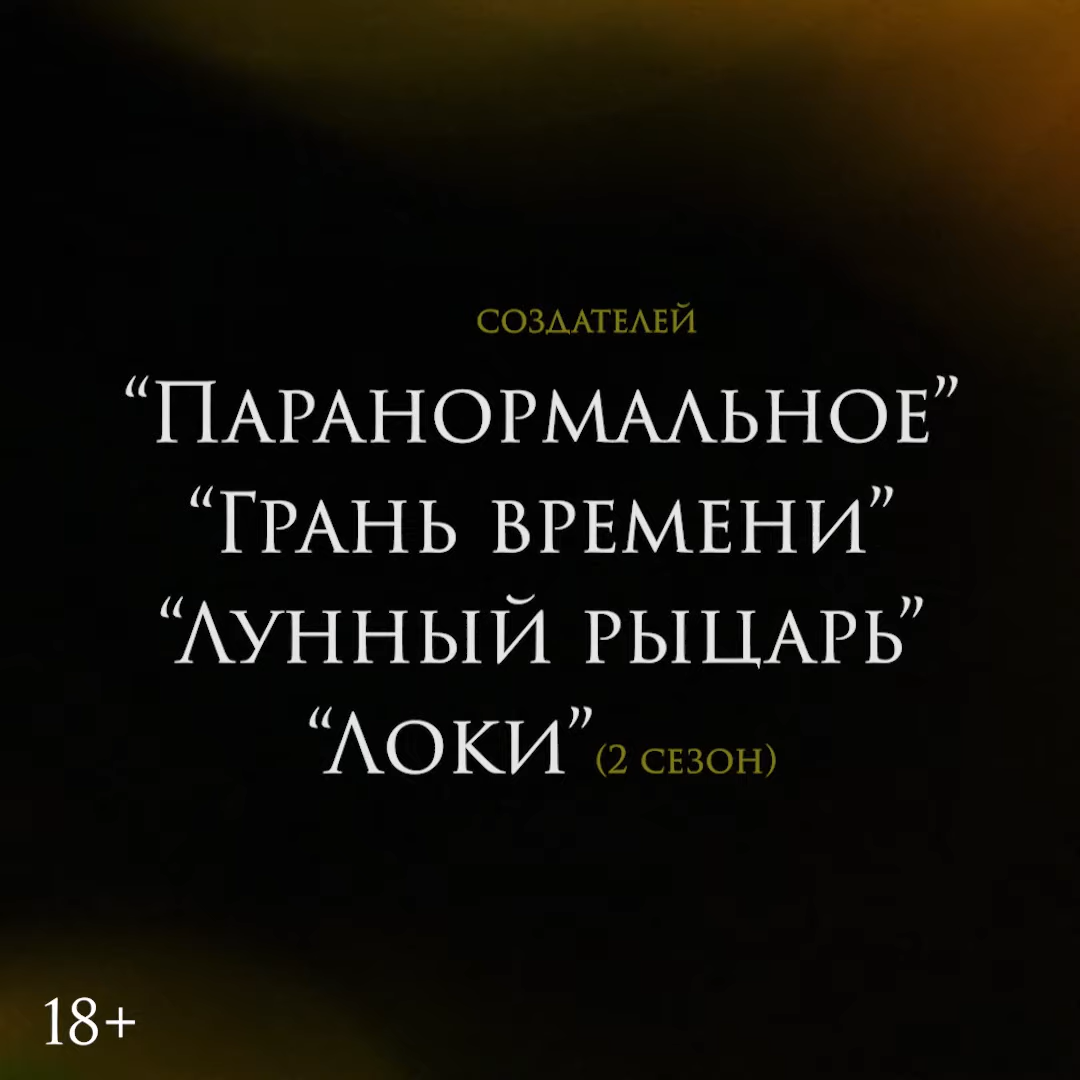 СОЗДАТЕЛЕЙ
“ПАРАНОРМАЛЬНОЕ”
“ГРАНЬ ВРЕМЕНИ”
“ЛУННЫЙ РЫЦАРЬ”
“ЛОКИ” (2 СЕЗОН)
18+